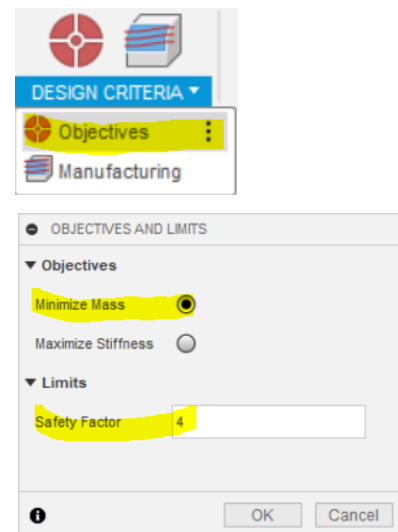 DESIGN CRITERIA
Objectives
Manufacturing
OBJECTIVES AND LIMITS
Objectives
Minimize Mass
Maximize Stiffness
Limits
Safety Factor 4
OK Cancel